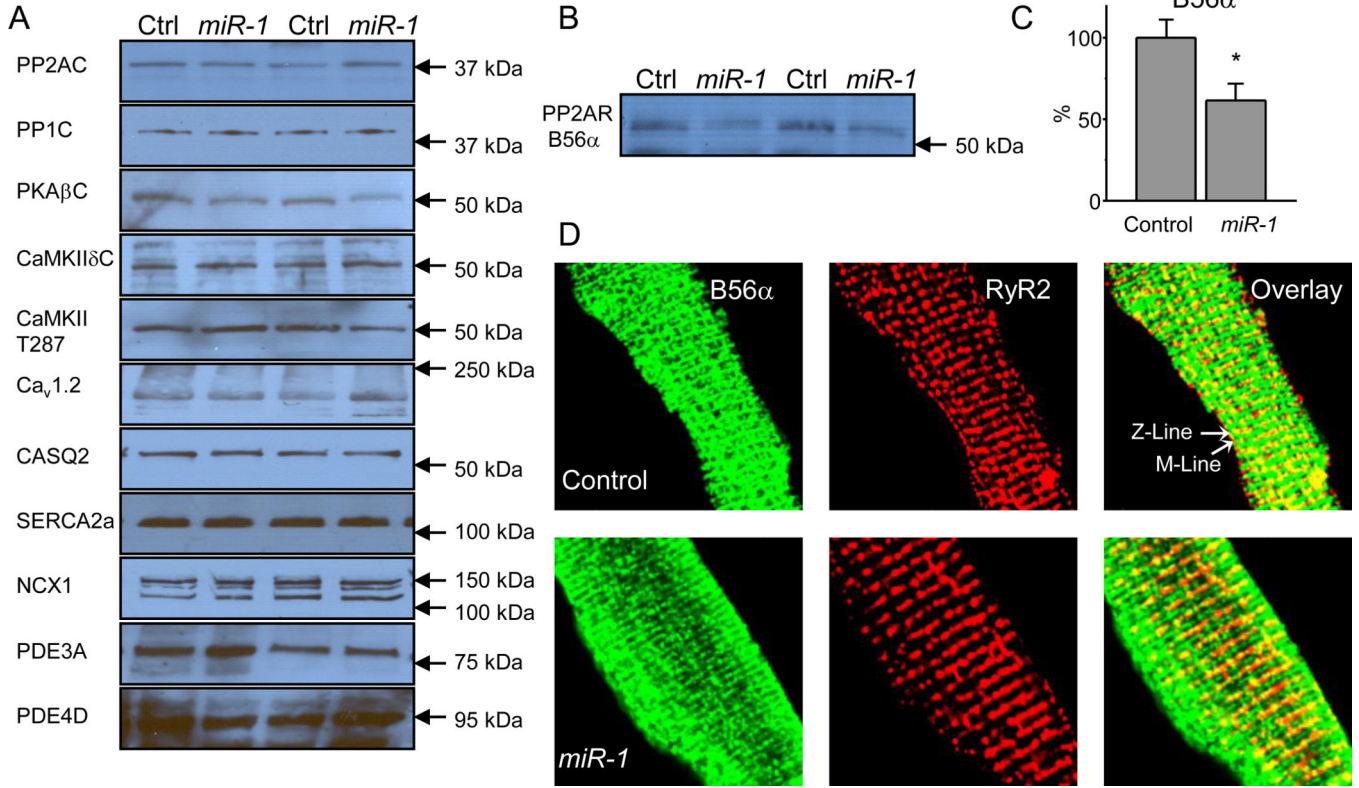 A
Ctrl miR-1 Ctrl miR-1
PP2AC
37 kDa
PP1C
37 kDa
PKAβC
50 kDa
CaMKIIδC
50 kDa
CaMKII
T287
50 kDa
250 kDa
Cav1.2
CASQ2
50 kDa
SERCA2a
100 kDa
NCX1
150 kDa
100 kDa
PDE3A
75 kDa
PDE4D
95 kDa
B
Ctrl miR-1 Ctrl miR-1
PP2AR
B56α
50 kDa
C
B56α
100
%
50
0
Control miR-1
D
B56α
RyR2
Overlay
Z-Line
M-Line
Control
miR-1